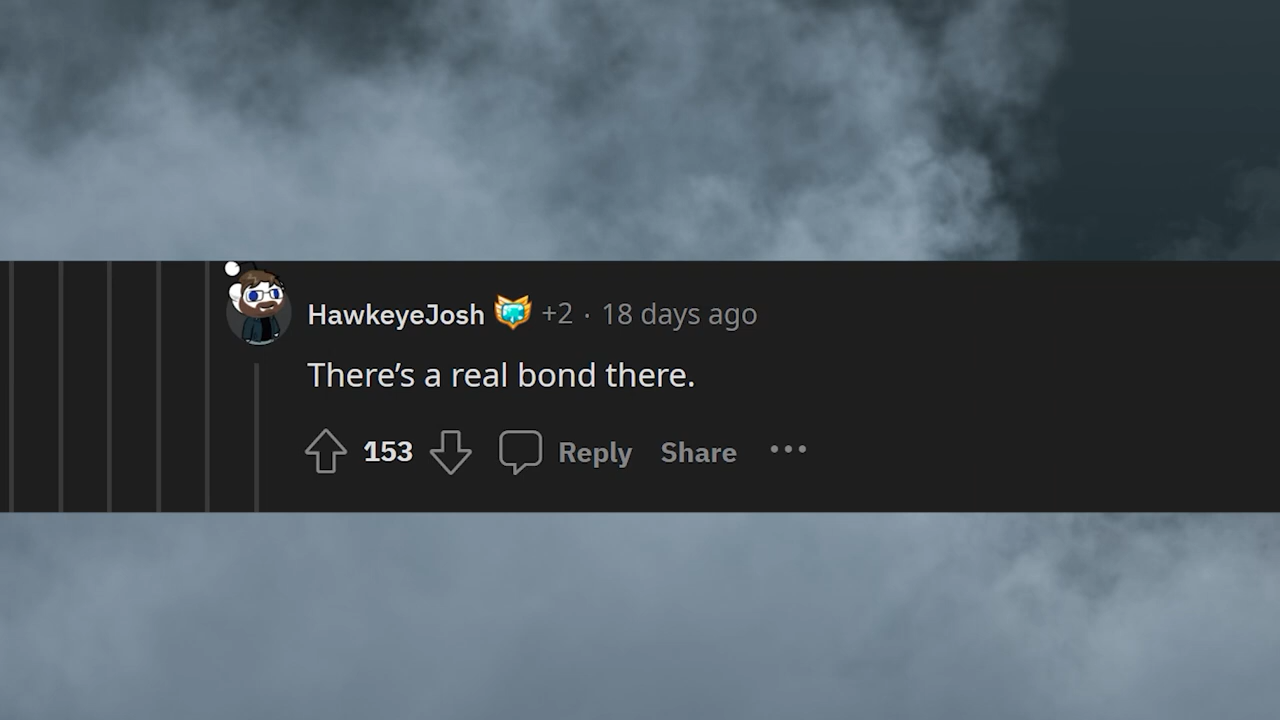 HawkeyeJosh +2 · 18 days ago
There’s a real bond there.
153 Reply Share